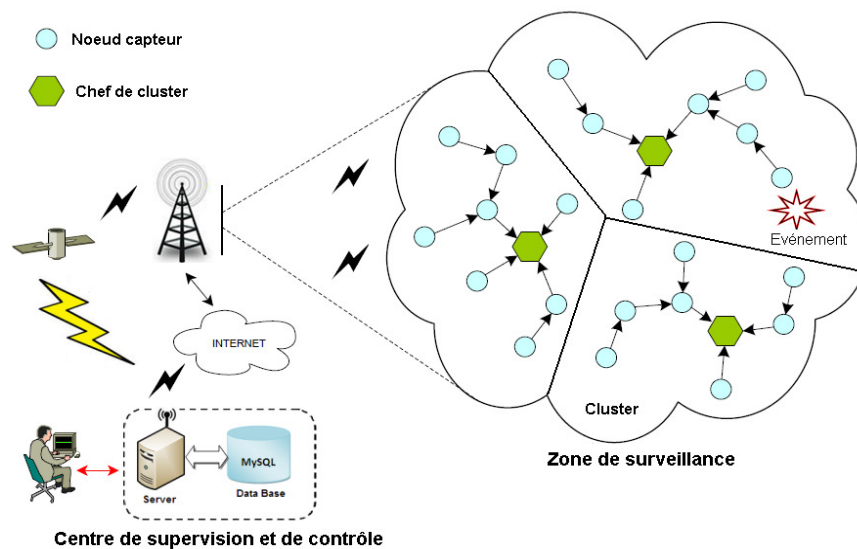 Noeud capteur
Chef de cluster
Evénement
INTERNET
Cluster
Zone de surveillance
MySQL
Server
Data Base
Centre de supervision et de contrôle